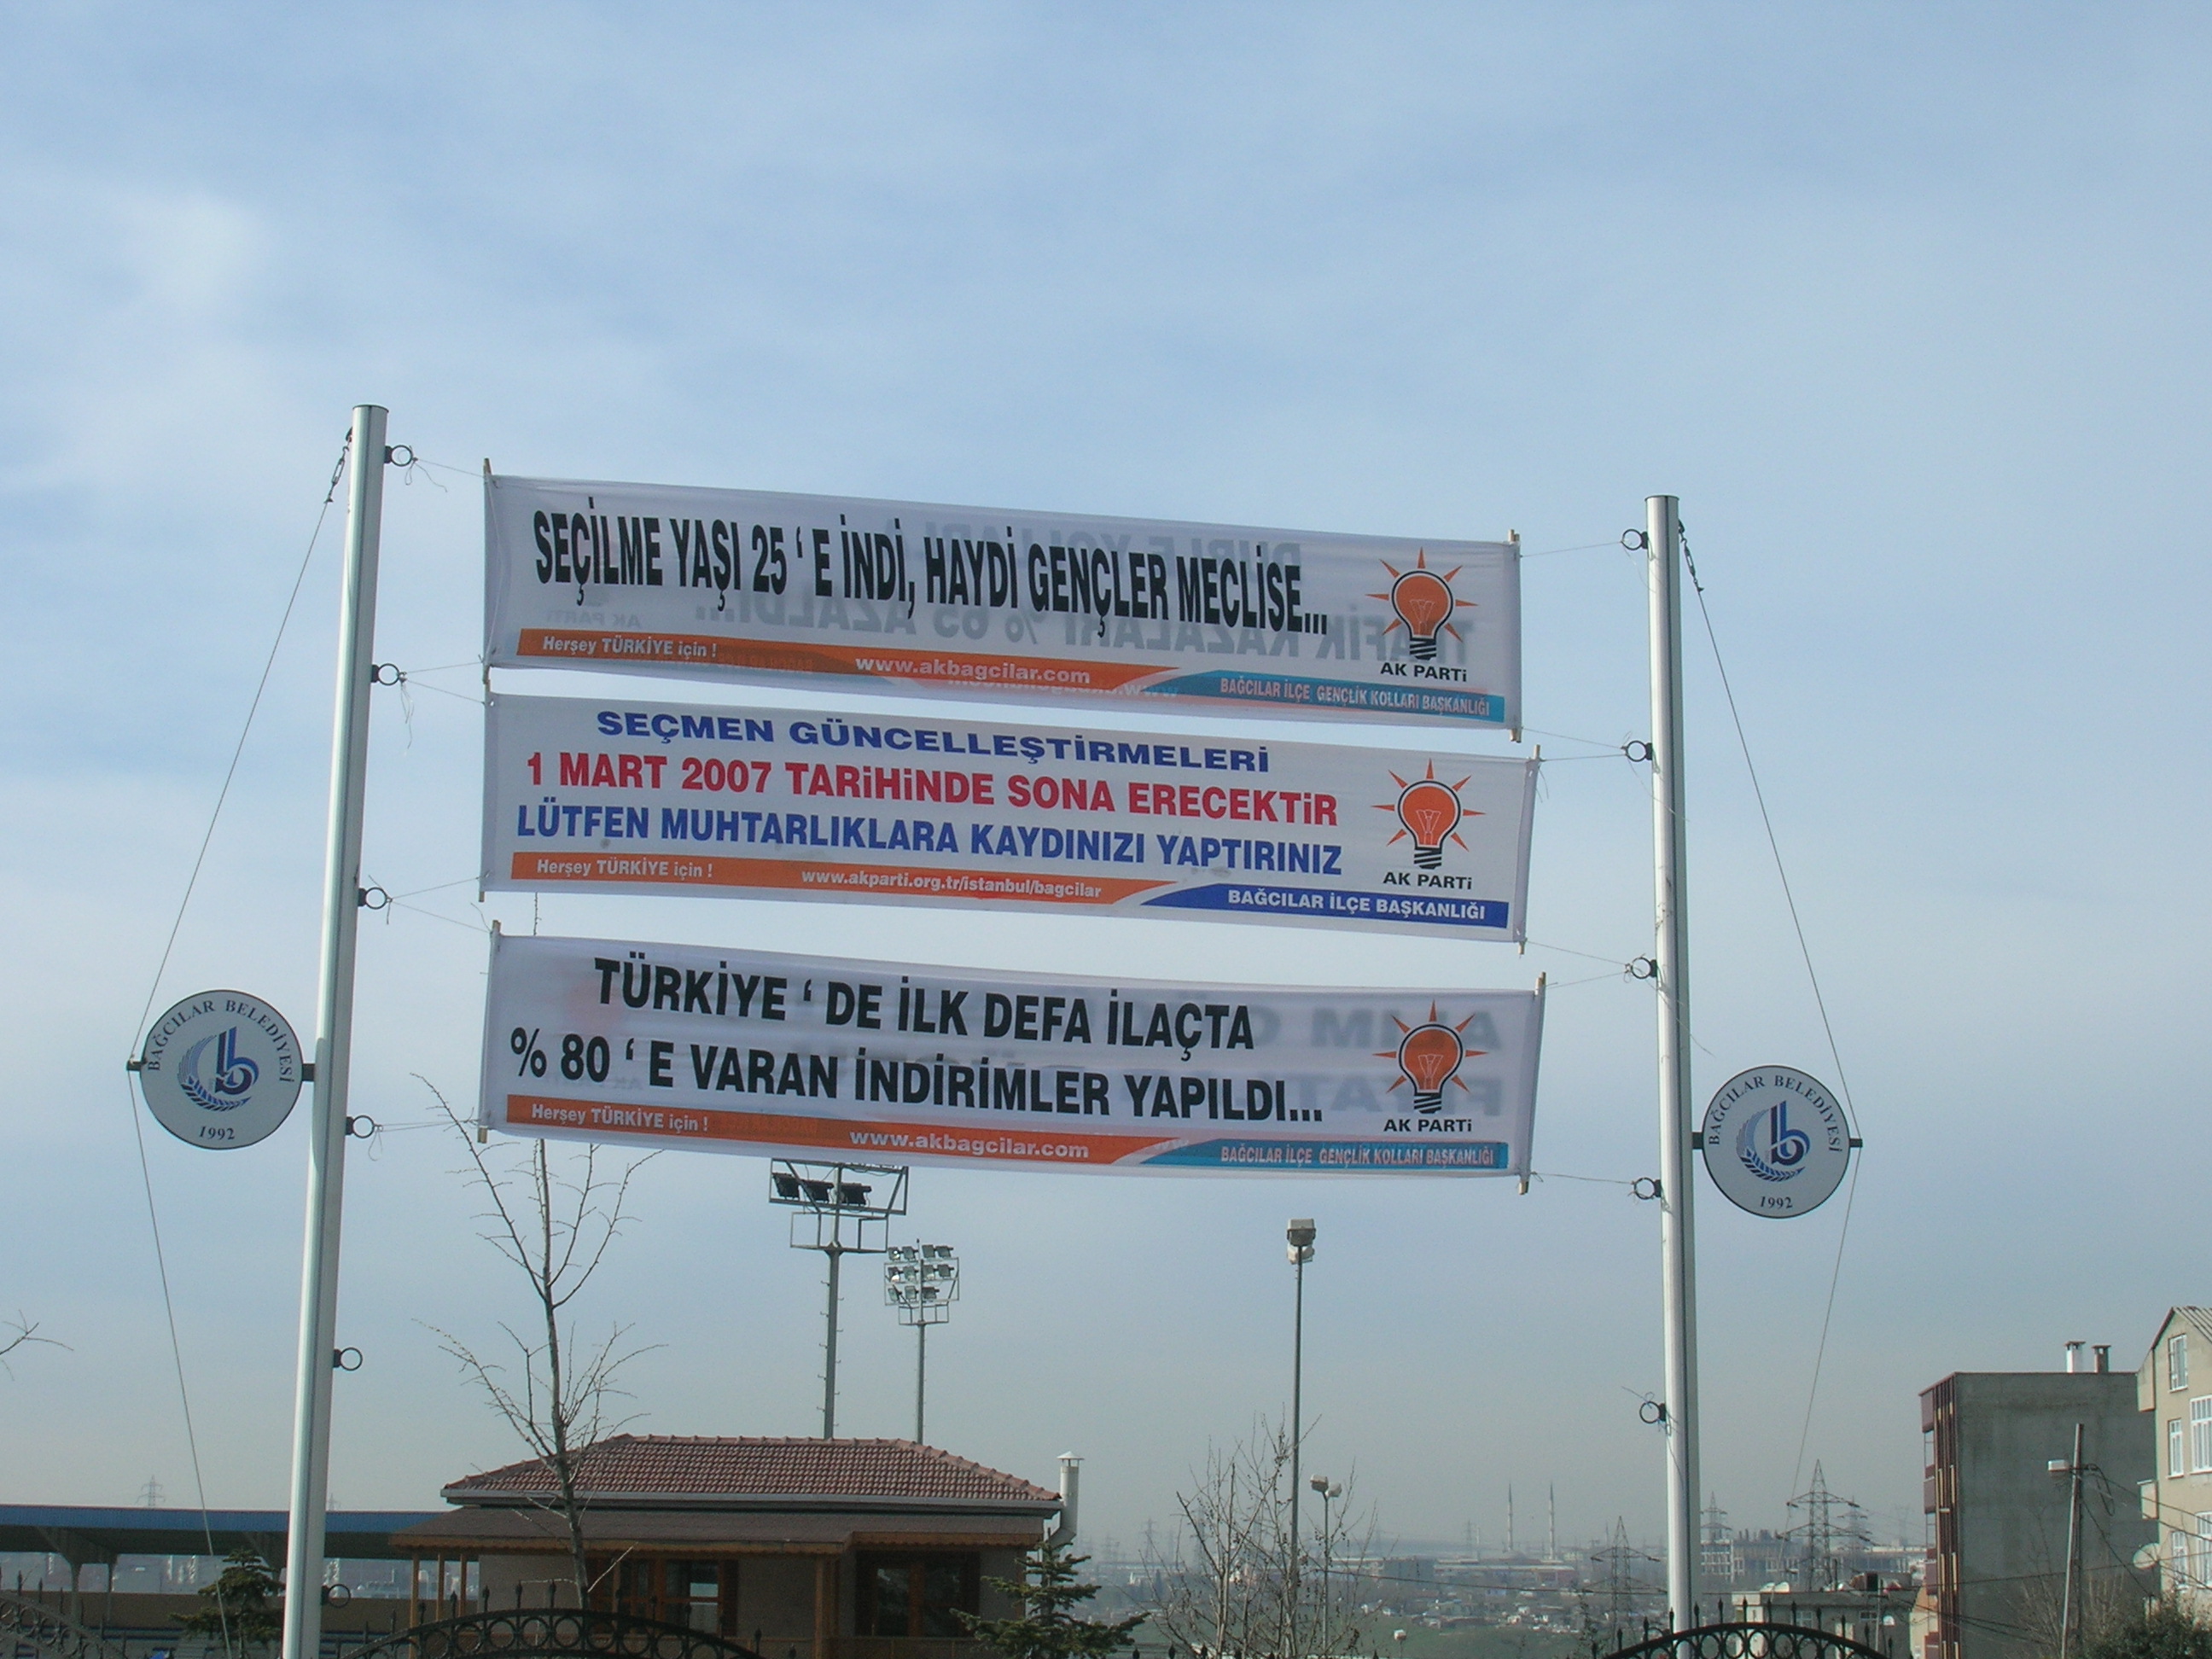 SEÇİLME YAŞI 25 ' E İNDİ, HAYDİ GENÇLER MECLİSE...
AK PARTİ
Herşey TÜRKİYE için !
www.akbagcilar.com
BAĞCILAR İLÇE GENÇLİK KOLLARI BAŞKANLIĞI
SEÇMEN GÜNCELLEŞTİRMELERİ
1 MART 2007 TARİHİNDE SONA ERECEKTİR
LÜTFEN MUHTARLIKLARA KAYDINIZI YAPTIRINIZ
AK PARTİ
Herşey TÜRKİYE için !
www.akparti.org.tr/istanbul/bagcilar
BAĞCILAR İLÇE BAŞKANLIĞI
TÜRKİYE ' DE İLK DEFA İLAÇTA
% 80 ' E VARAN İNDİRİMLER YAPILDI...
AK PARTİ
Herşey TÜRKİYE için !
www.akbagcilar.com
BAĞCILAR İLÇE GENÇLİK KOLLARI BAŞKANLIĞI
BAĞCILAR BELEDİYESİ
1992
BAĞCILAR BELEDİYESİ
1992